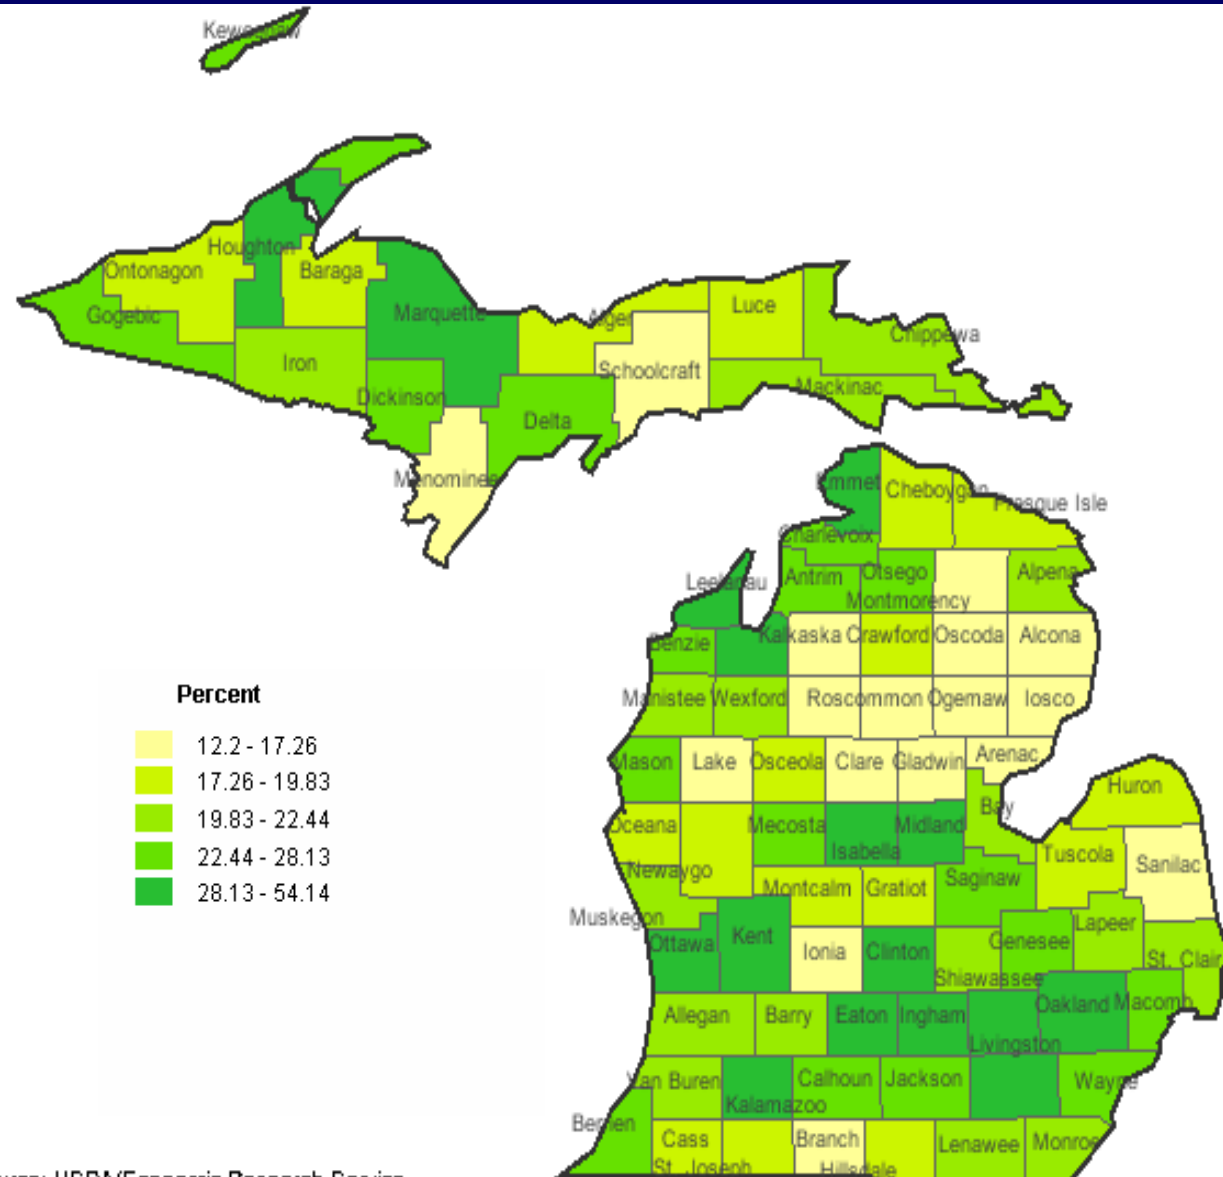 Keweenaw
Houghton
Ontonagon
Baraga
Gogebic
Marquette
Alger
Luce
Chippewa
Iron
Schoolcraft
Mackinac
Dickinson
Delta
Menominee
Emmet
Cheboygan
Presque Isle
Charlevoix
Leelanau
Antrim
Otsego
Alpena
Montmorency
Benzie
Kalkaska
Crawford
Oscoda
Alcona
Manistee
Wexford
Roscommon
Ogemaw
Iosco
Percent
12.2 - 17.26
17.26 - 19.83
19.83 - 22.44
22.44 - 28.13
28.13 - 54.14
Mason
Lake
Osceola
Clare
Gladwin
Arenac
Huron
Bay
Oceana
Mecosta
Midland
Isabella
Tuscola
Sanilac
Newaygo
Montcalm
Gratiot
Saginaw
Muskegon
Ottawa
Kent
Ionia
Clinton
Genesee
Lapeer
Shiawassee
St. Clair
Allegan
Barry
Eaton
Ingham
Oakland
Macomb
Livingston
Van Buren
Calhoun
Jackson
Wayne
Kalamazoo
Berrien
Cass
Branch
Lenawee
Monroe
St. Joseph
Hillsdale
USDA/Economic Research Service